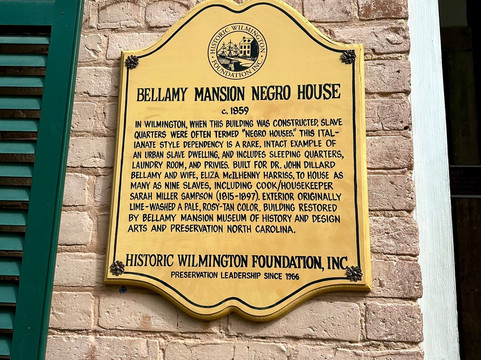 HISTORIC WILMINGTON
FOUNDATION, INC.
BELLAMY MANSION NEGRO HOUSE
c. 1859
IN WILMINGTON, WHEN THIS BUILDING WAS CONSTRUCTED, SLAVE
QUARTERS WERE OFTEN TERMED "NEGRO HOUSES." THIS ITAL-
IANATE STYLE DEPENDENCY IS A RARE, INTACT EXAMPLE OF
AN URBAN SLAVE DWELLING, AND INCLUDES SLEEPING QUARTERS,
LAUNDRY ROOM, AND PRIVIES. BUILT FOR DR. JOHN DILLARD
BELLAMY AND WIFE, ELIZA McILHENNY HARRISS, TO HOUSE AS
MANY AS NINE SLAVES, INCLUDING COOK/HOUSEKEEPER
SARAH MILLER SAMPSON (1815-1897). EXTERIOR ORIGINALLY
LIME-WASHED A PALE, ROSY-TAN COLOR. BUILDING RESTORED
BY BELLAMY MANSION MUSEUM OF HISTORY AND DESIGN
ARTS AND PRESERVATION NORTH CAROLINA.
HISTORIC WILMINGTON FOUNDATION, INC.
PRESERVATION LEADERSHIP SINCE 1966